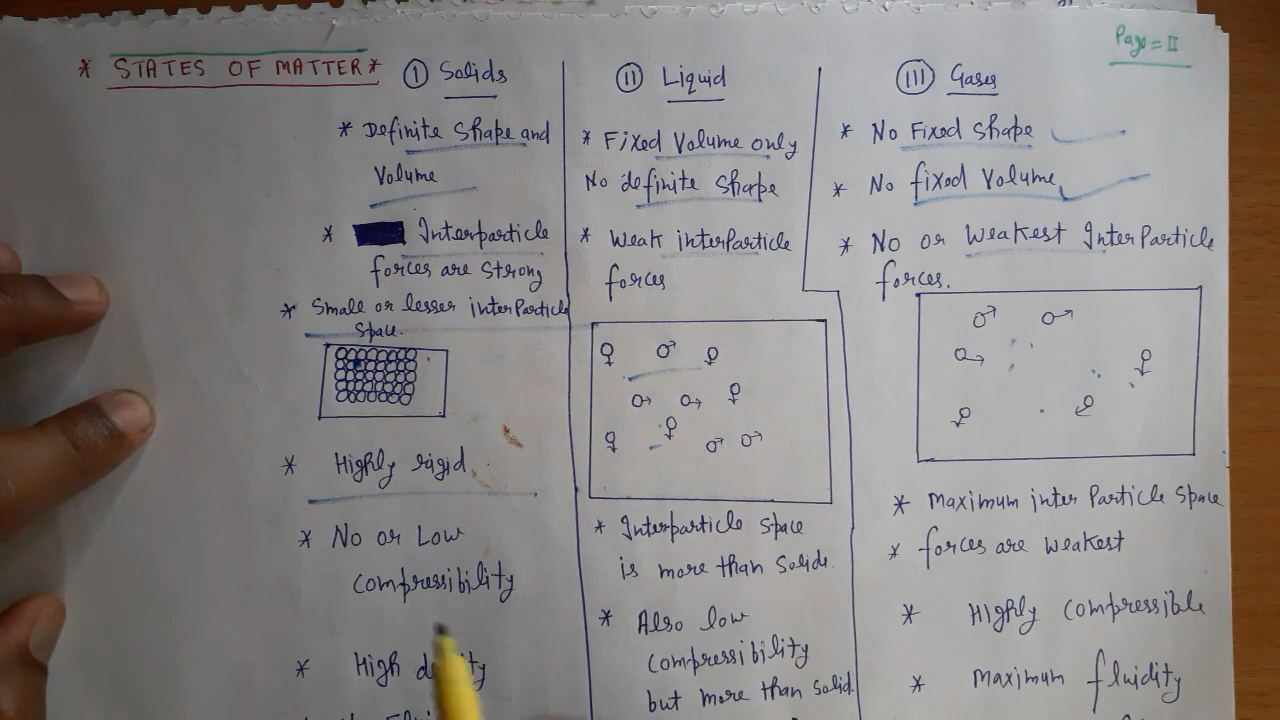 Page = II
* STATES OF MATTER *
I Solids
* Definite Shape and
Volume
* Interparticle
forces are strong
* Small or lesser interparticle
space.
* Highly rigid
* No or Low
compressibility
* High density
II Liquid
* Fixed Volume only
No definite shape
* Weak interparticle
forces
* Interparticle space
is more than solids.
* Also low
compressibility
but more than solid.
III Gases
* No Fixed shape
* No fixed Volume
* No or Weakest InterParticle
forces.
* Maximum inter Particle space
* forces are weakest
* Highly compressible
* Maximum fluidity